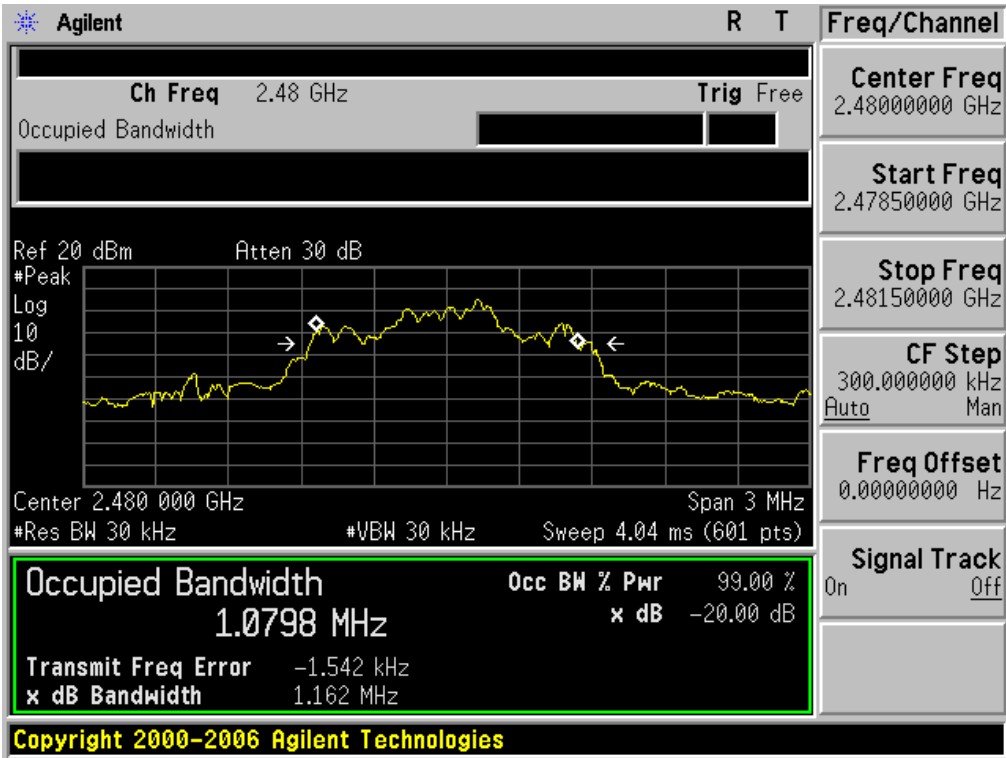 Agilent R T Freq/Channel
Ch Freq 2.48 GHz Trig Free
Occupied Bandwidth
Center Freq
2.48000000 GHz
Start Freq
2.47850000 GHz
Stop Freq
2.48150000 GHz
CF Step
300.000000 kHz
Auto Man
Freq Offset
0.00000000 Hz
Signal Track
On Off
Ref 20 dBm Atten 30 dB
#Peak
Log
10
dB/
Center 2.480 000 GHz Span 3 MHz
#Res BW 30 kHz #VBW 30 kHz Sweep 4.04 ms (601 pts)
Occupied Bandwidth
1.0798 MHz
Occ BW % Pwr 99.00 %
x dB -20.00 dB
Transmit Freq Error -1.542 kHz
x dB Bandwidth 1.162 MHz
Copyright 2000-2006 Agilent Technologies